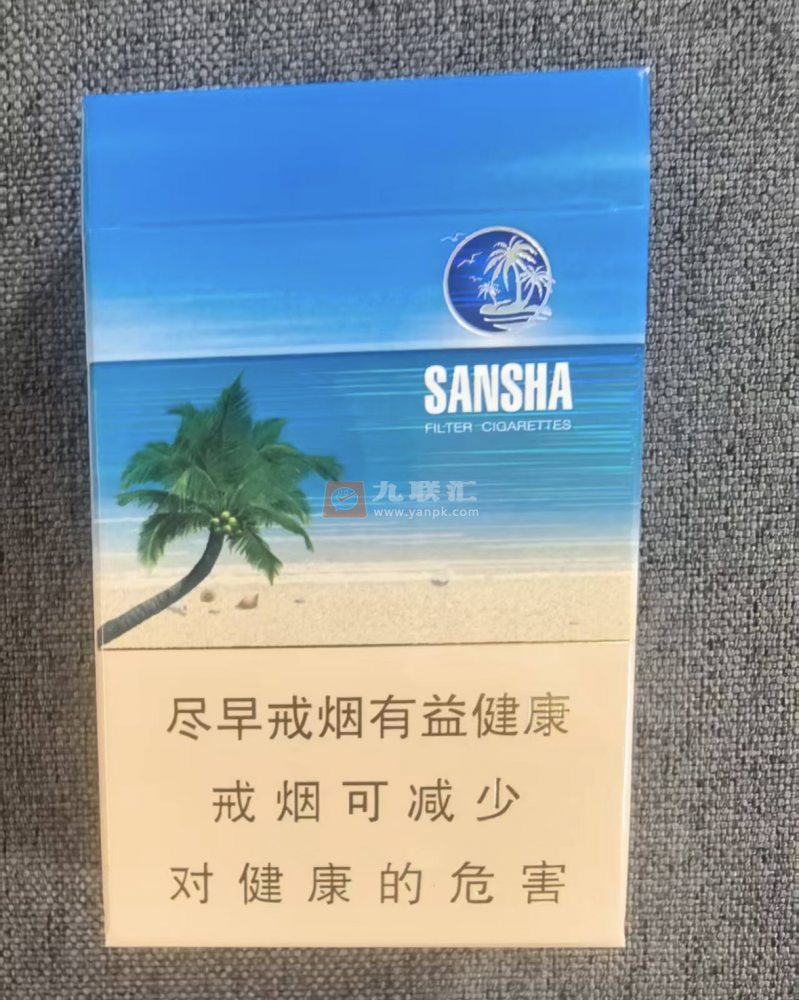 SANSHA
FILTER CIGARETTES
九联汇
www.yanpk.com
尽早戒烟有益健康
戒烟可减少
对健康的危害